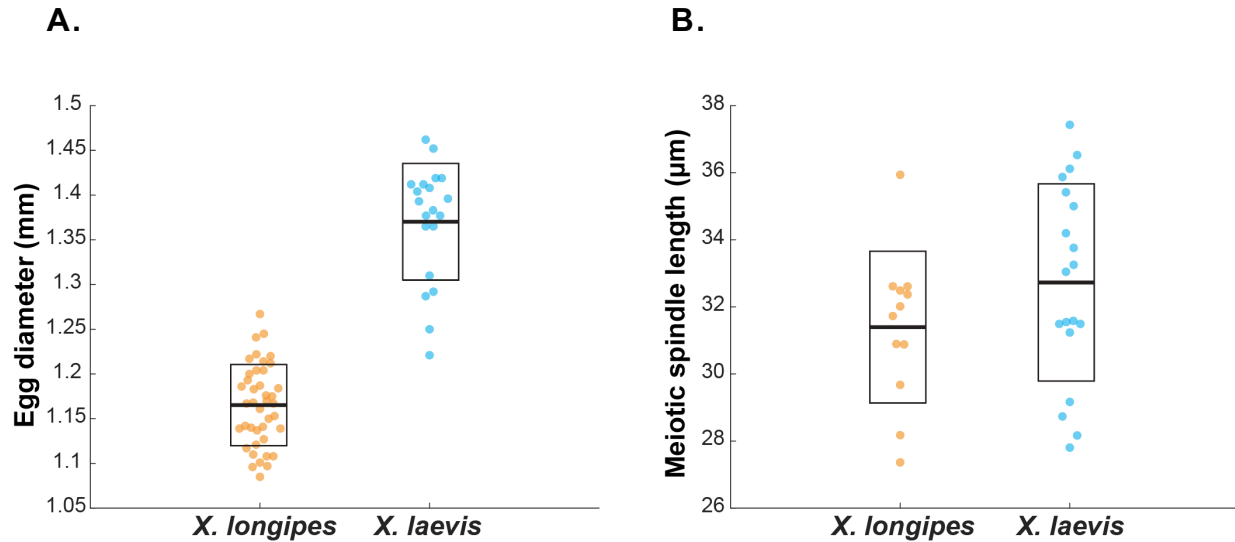 A.
Egg diameter (mm)
1.5
1.45
1.4
1.35
1.3
1.25
1.2
1.15
1.1
1.05
X. longipes
X. laevis
B.
Meiotic spindle length (µm)
38
36
34
32
30
28
26
X. longipes
X. laevis